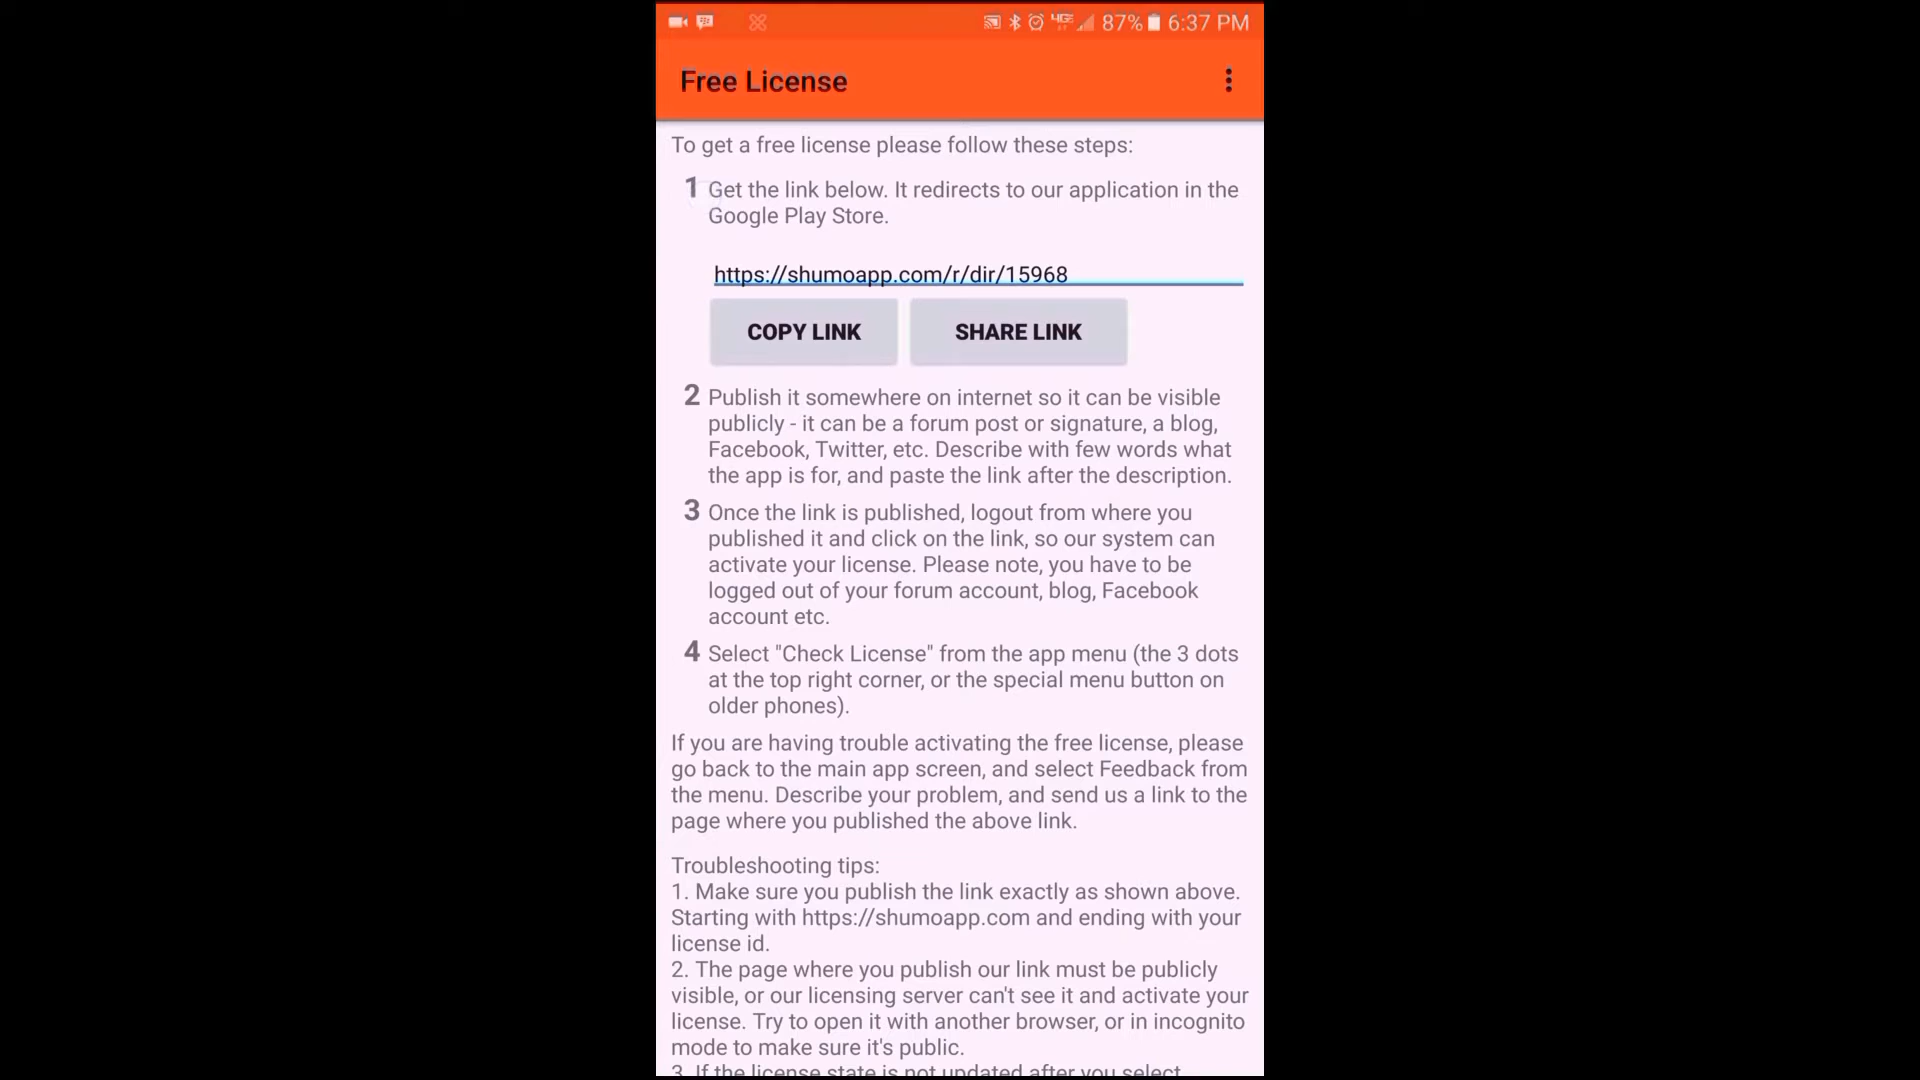 87% 6:37 PM
Free License
To get a free license please follow these steps:
1 Get the link below. It redirects to our application in the
Google Play Store.
https://shumoapp.com/r/dir/15968
COPY LINK SHARE LINK
2 Publish it somewhere on internet so it can be visible
publicly - it can be a forum post or signature, a blog,
Facebook, Twitter, etc. Describe with few words what
the app is for, and paste the link after the description.
3 Once the link is published, logout from where you
published it and click on the link, so our system can
activate your license. Please note, you have to be
logged out of your forum account, blog, Facebook
account etc.
4 Select "Check License" from the app menu (the 3 dots
at the top right corner, or the special menu button on
older phones).
If you are having trouble activating the free license, please
go back to the main app screen, and select Feedback from
the menu. Describe your problem, and send us a link to the
page where you published the above link.
Troubleshooting tips:
1. Make sure you publish the link exactly as shown above.
Starting with https://shumoapp.com and ending with your
license id.
2. The page where you publish our link must be publicly
visible, or our licensing server can't see it and activate your
license. Try to open it with another browser, or in incognito
mode to make sure it's public.
3. If the license state is not updated after you select